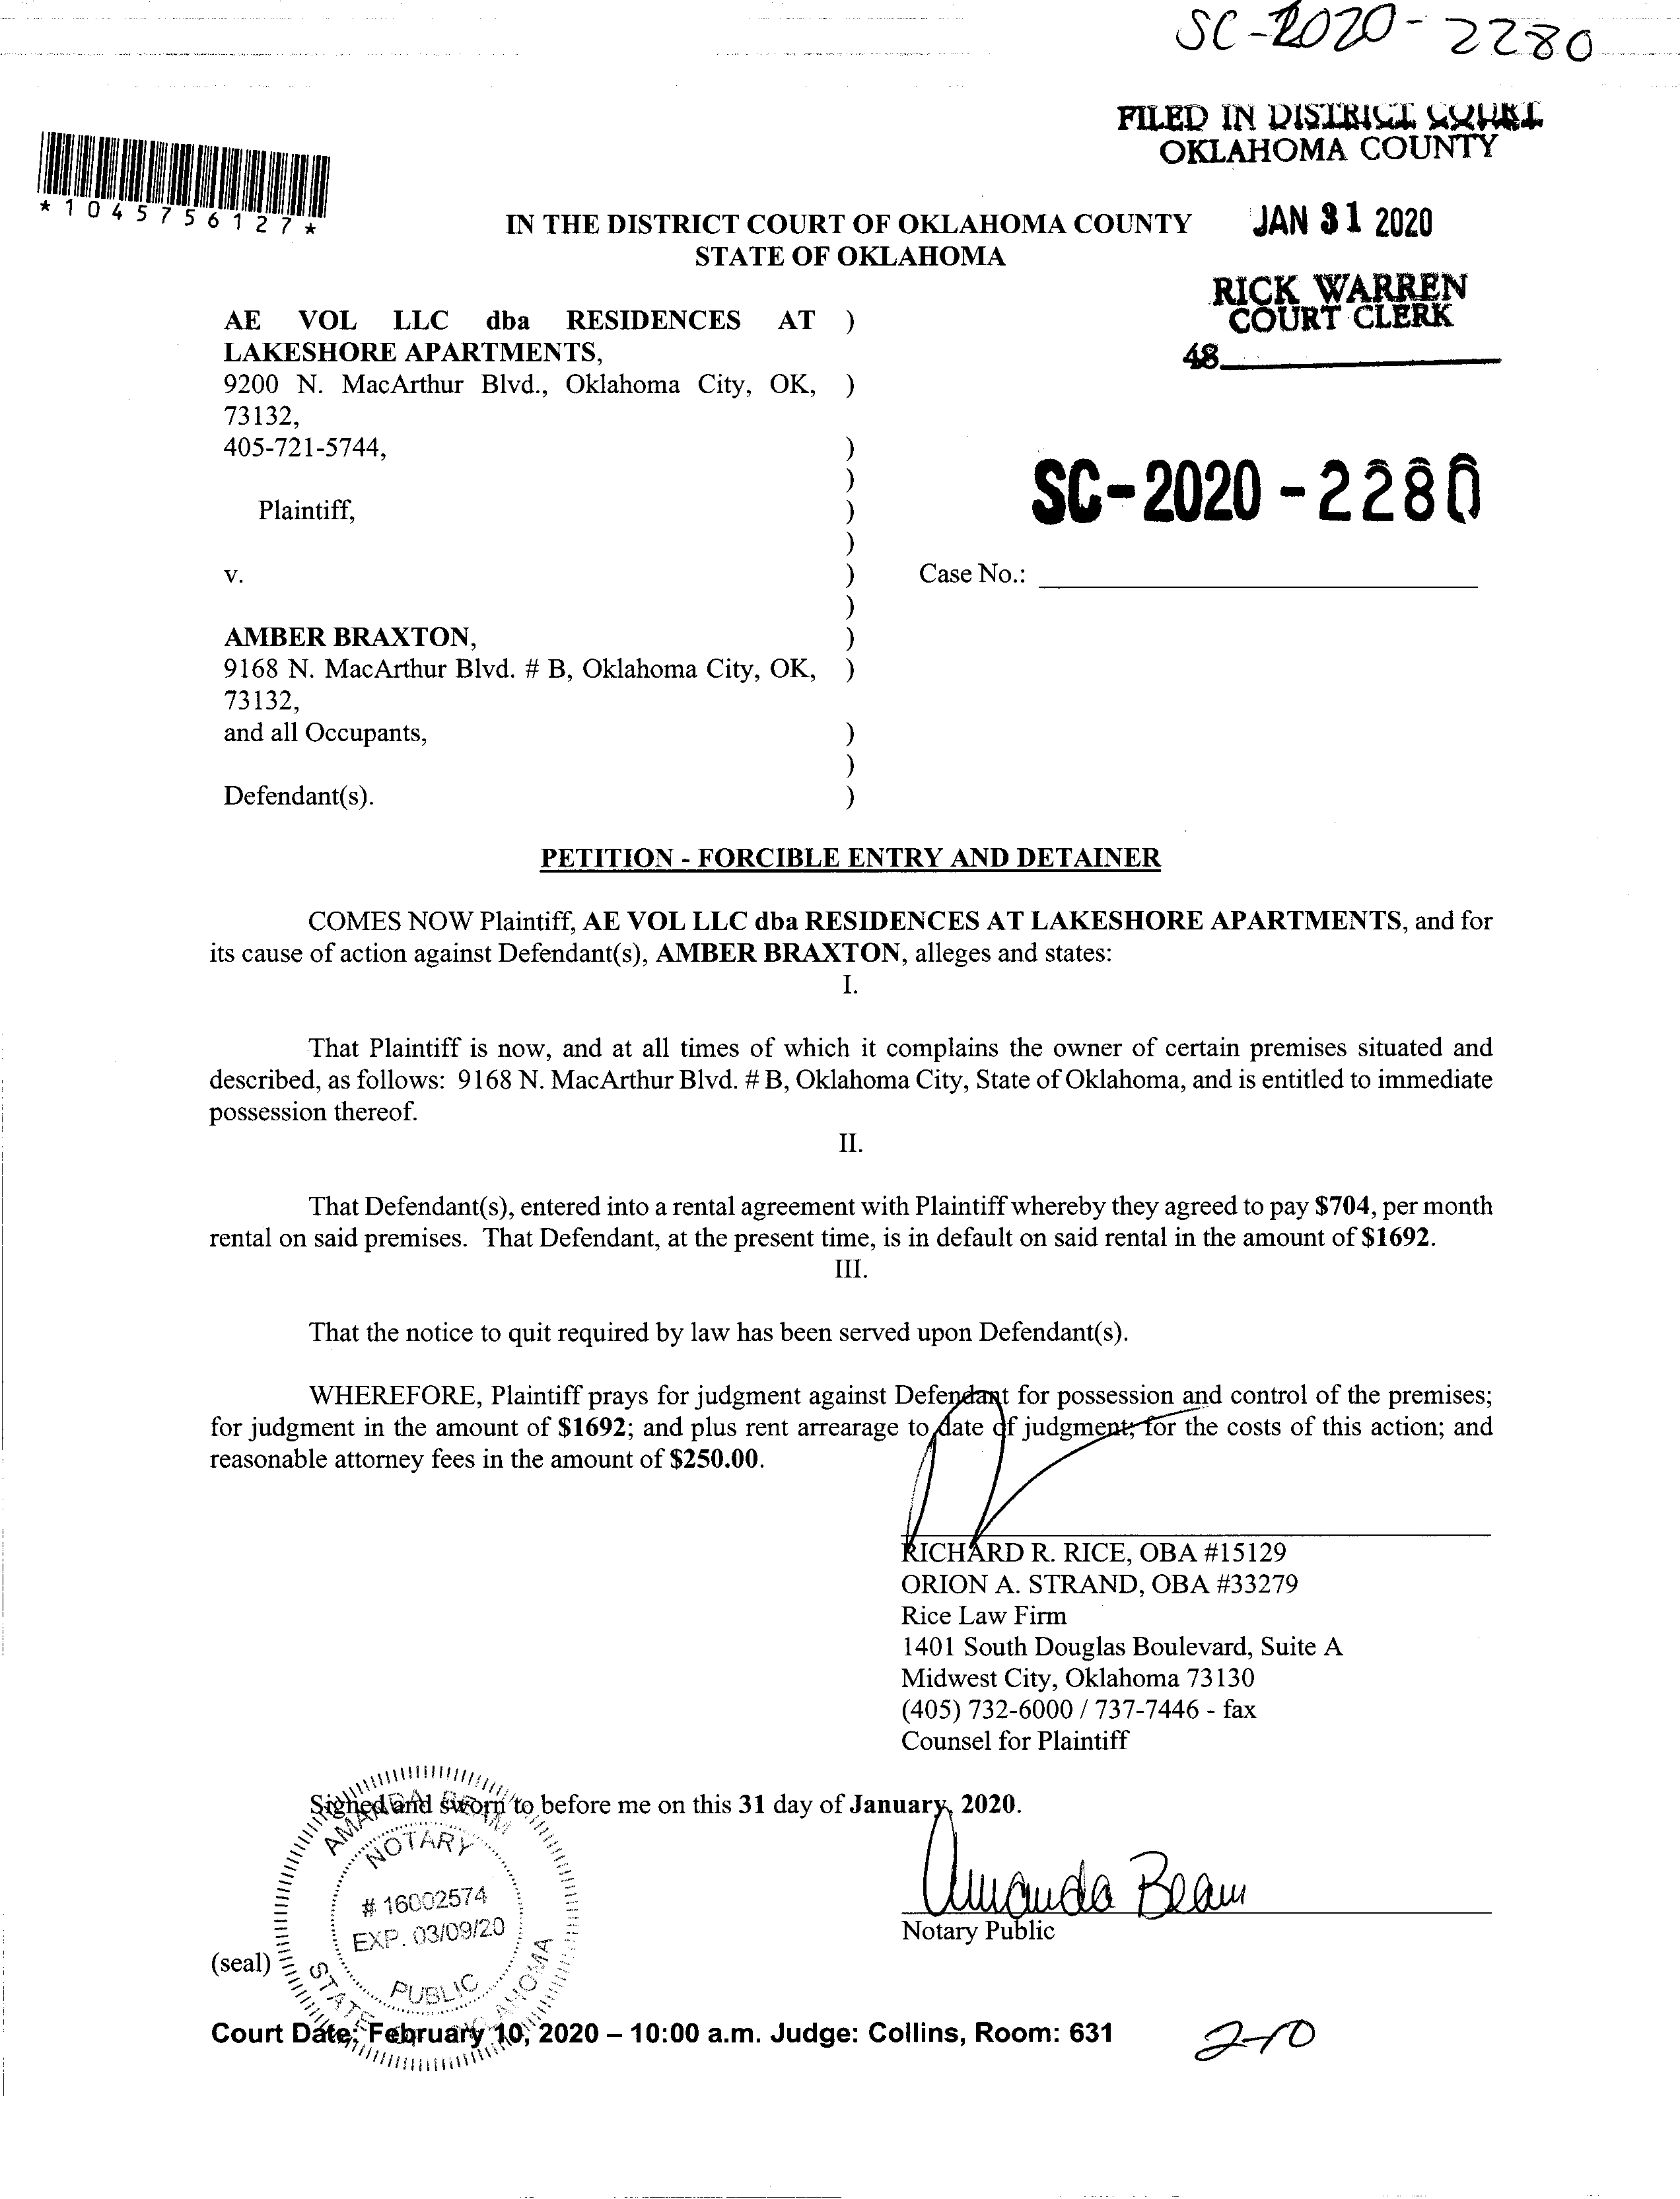 SC-2020-2280
FILED IN DISTRICT COURT
OKLAHOMA COUNTY
*1045756127*
JAN 31 2020
IN THE DISTRICT COURT OF OKLAHOMA COUNTY
STATE OF OKLAHOMA
RICK WARREN
COURT CLERK
48
AE VOL LLC dba RESIDENCES AT )
LAKESHORE APARTMENTS,
9200 N. MacArthur Blvd., Oklahoma City, OK, )
73132,
405-721-5744, )
)
Plaintiff, )
SC-2020-2280
)
v. ) Case No.:
)
AMBER BRAXTON, )
9168 N. MacArthur Blvd. # B, Oklahoma City, OK, )
73132,
and all Occupants, )
)
Defendant(s). )
PETITION - FORCIBLE ENTRY AND DETAINER
COMES NOW Plaintiff, AE VOL LLC dba RESIDENCES AT LAKESHORE APARTMENTS, and for
its cause of action against Defendant(s), AMBER BRAXTON, alleges and states:
I.
That Plaintiff is now, and at all times of which it complains the owner of certain premises situated and
described, as follows: 9168 N. MacArthur Blvd. # B, Oklahoma City, State of Oklahoma, and is entitled to immediate
possession thereof.
II.
That Defendant(s), entered into a rental agreement with Plaintiff whereby they agreed to pay $704, per month
rental on said premises. That Defendant, at the present time, is in default on said rental in the amount of $1692.
III.
That the notice to quit required by law has been served upon Defendant(s).
WHEREFORE, Plaintiff prays for judgment against Defendant for possession and control of the premises;
for judgment in the amount of $1692; and plus rent arrearage to date of judgment; for the costs of this action; and
reasonable attorney fees in the amount of $250.00.
RICHARD R. RICE, OBA #15129
ORION A. STRAND, OBA #33279
Rice Law Firm
1401 South Douglas Boulevard, Suite A
Midwest City, Oklahoma 73130
(405) 732-6000 / 737-7446 - fax
Counsel for Plaintiff
Signed and sworn to before me on this 31 day of January, 2020.
AMANDA BEAM
NOTARY
# 16002574
EXP. 03/09/20
PUBLIC
STATE OF OKLAHOMA
Amanda Beam
Notary Public
(seal)
Court Date: February 10, 2020 – 10:00 a.m. Judge: Collins, Room: 631
2-10